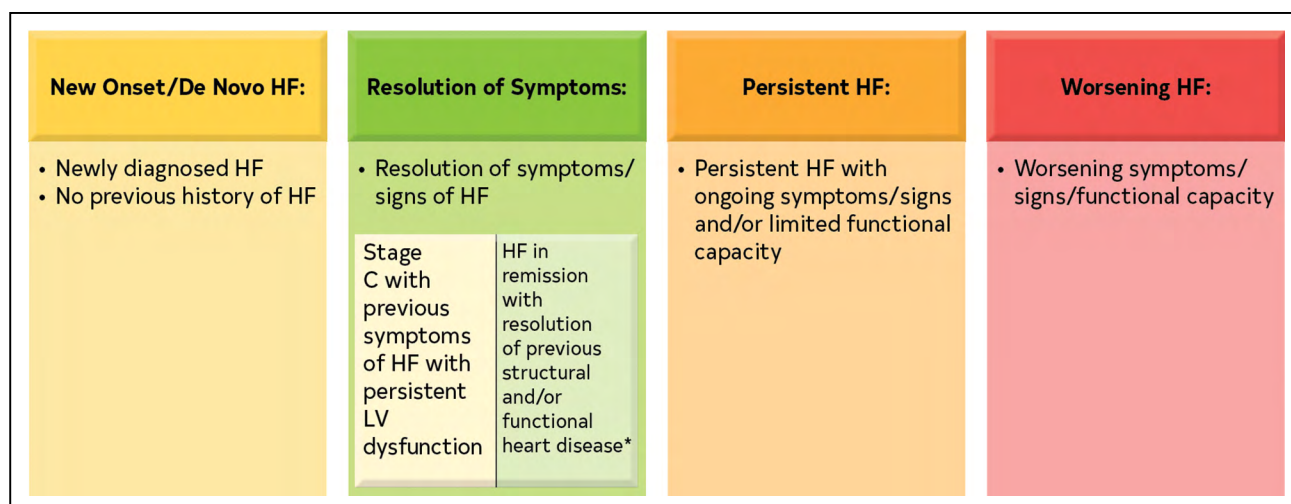 New Onset/De Novo HF:
• Newly diagnosed HF
• No previous history of HF
Resolution of Symptoms:
• Resolution of symptoms/
signs of HF
Stage
C with
previous
symptoms
of HF with
persistent
LV
dysfunction
HF in
remission
with
resolution
of previous
structural
and/or
functional
heart disease*
Persistent HF:
• Persistent HF with
ongoing symptoms/signs
and/or limited functional
capacity
Worsening HF:
• Worsening symptoms/
signs/functional capacity